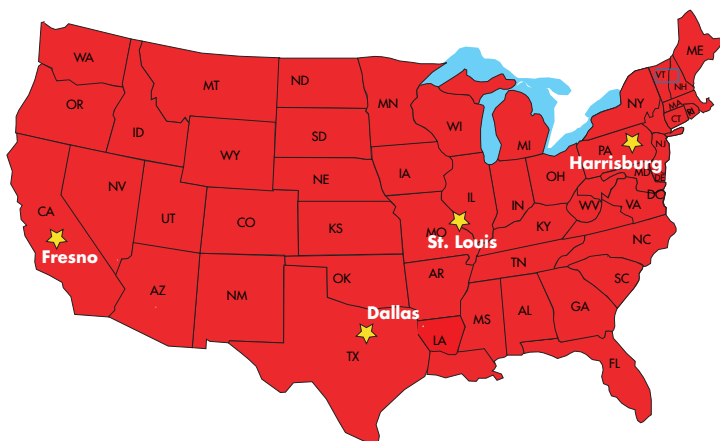 WA
ME
MT
ND
VT
NH
OR
MN
NY
MA
ID
SD
WI
CT
RI
MI
PA
NJ
WY
Harrisburg
IA
OH
MD
DE
NE
NV
IL
IN
WV
DO
VA
CA
UT
CO
KS
MO
KY
St. Louis
NC
Fresno
TN
OK
AR
SC
AZ
NM
Dallas
MS
AL
GA
LA
TX
FL